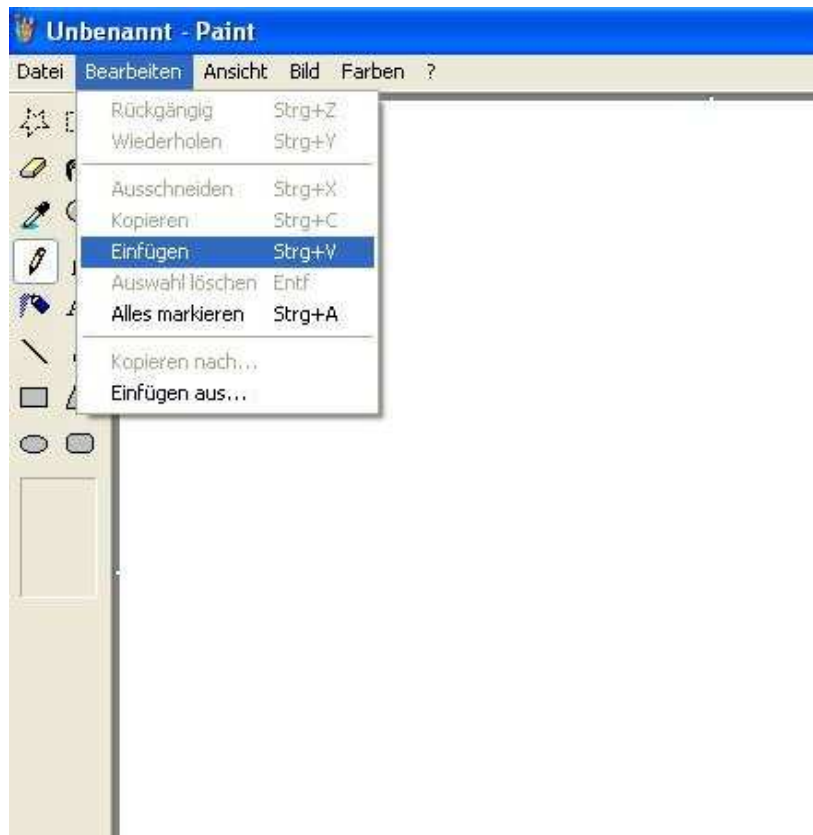 Unbenannt - Paint
Datei Bearbeiten Ansicht Bild Farben ?
Rückgängig Strg+Z
Wiederholen Strg+Y
Ausschneiden Strg+X
Kopieren Strg+C
Einfügen Strg+V
Auswahl löschen Entf
Alles markieren Strg+A
Kopieren nach...
Einfügen aus...